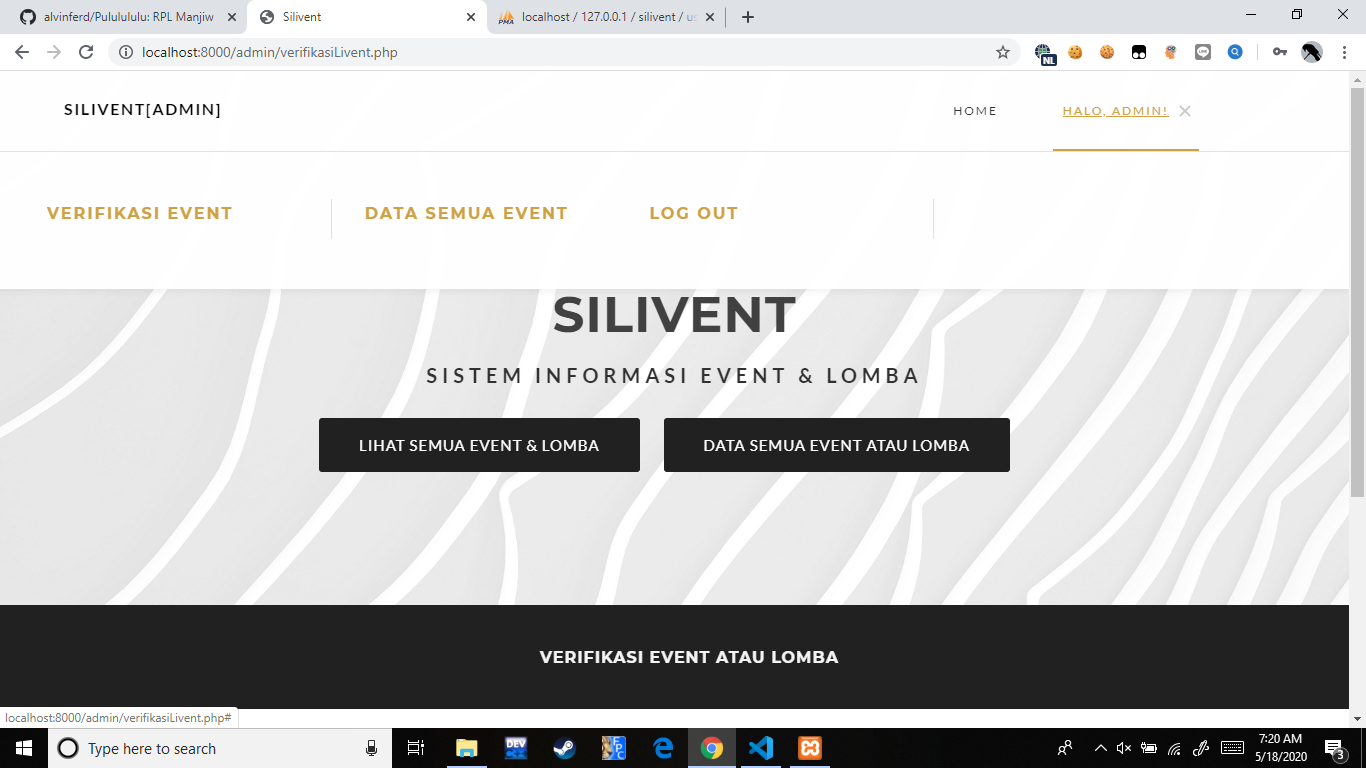 alvinferd/Pulululululu: RPL Manjiw
Silivent
localhost / 127.0.0.1 / silivent / us
localhost:8000/admin/verifikasiLivent.php
NL
SILIVENT[ADMIN]
HOME
HALO, ADMIN!
VERIFIKASI EVENT
DATA SEMUA EVENT
LOG OUT
SILIVENT
SISTEM INFORMASI EVENT & LOMBA
LIHAT SEMUA EVENT & LOMBA
DATA SEMUA EVENT ATAU LOMBA
VERIFIKASI EVENT ATAU LOMBA
localhost:8000/admin/verifikasiLivent.php#
Type here to search
DEV
7:20 AM
5/18/2020
3